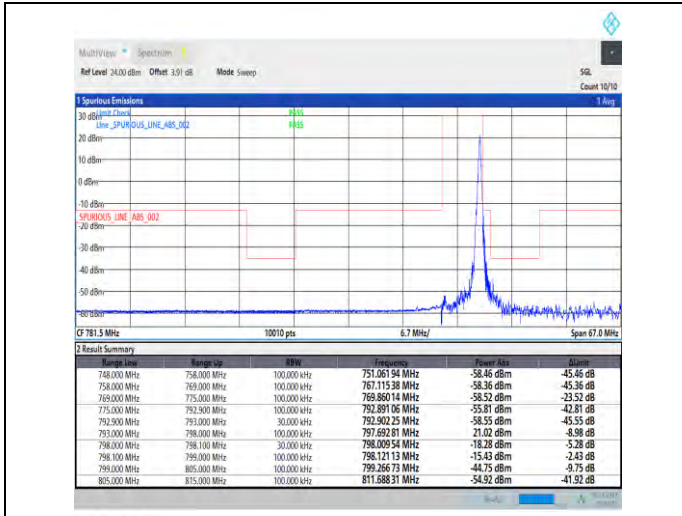 MultiView Spectrum
Ref Level 24.00 dBm Offset 3.91 dB Mode Sweep SGL
Count 10/10
1 Spurious Emissions 1 Avg
30 dBm Limit Check PASS
Line _SPURIOUS_LINE_ABS_002 PASS
20 dBm
10 dBm
0 dBm
-10 dBm
SPURIOUS_LINE_ABS_002
-20 dBm
-30 dBm
-40 dBm
-50 dBm
-60 dBm
CF 781.5 MHz 10010 pts 6.7 MHz/ Span 67.0 MHz
2 Result Summary
Range Low Range Up RBW Frequency Power Abs ΔLimit
748.000 MHz 758.000 MHz 100.000 kHz 751.061 94 MHz -58.46 dBm -45.46 dB
758.000 MHz 769.000 MHz 100.000 kHz 767.115 38 MHz -58.36 dBm -45.36 dB
769.000 MHz 775.000 MHz 100.000 kHz 769.860 14 MHz -58.52 dBm -23.52 dB
775.000 MHz 792.900 MHz 100.000 kHz 792.891 06 MHz -55.81 dBm -42.81 dB
792.900 MHz 793.000 MHz 30.000 kHz 792.902 25 MHz -58.55 dBm -45.55 dB
793.000 MHz 798.000 MHz 100.000 kHz 797.692 81 MHz 21.02 dBm -8.98 dB
798.000 MHz 798.100 MHz 30.000 kHz 798.009 54 MHz -18.28 dBm -5.28 dB
798.100 MHz 799.000 MHz 100.000 kHz 798.121 13 MHz -15.43 dBm -2.43 dB
799.000 MHz 805.000 MHz 100.000 kHz 799.266 73 MHz -44.75 dBm -9.75 dB
805.000 MHz 815.000 MHz 100.000 kHz 811.688 31 MHz -54.92 dBm -41.92 dB